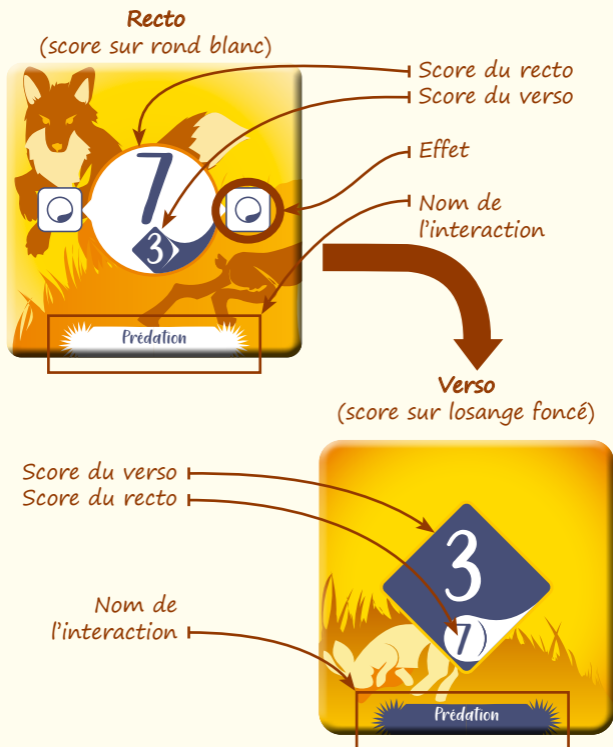 Recto
(score sur rond blanc)
Score du recto
Score du verso
7
3
Effet
Nom de
l'interaction
Prédation
Verso
(score sur losange foncé)
Score du verso
Score du recto
3
7
Nom de
l'interaction
Prédation